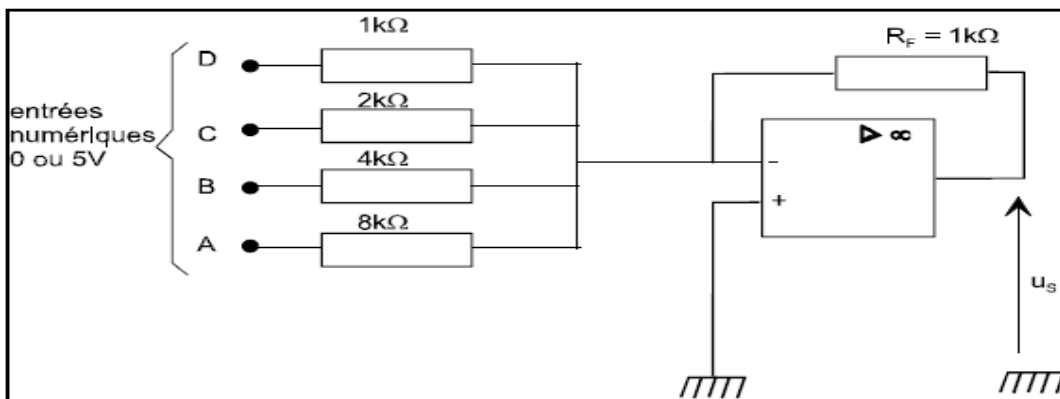 1kΩ
R_F = 1kΩ
D
2kΩ
entrées
numériques
0 ou 5V
C
4kΩ
B
8kΩ
A
▷ ∞
-
+
u_S